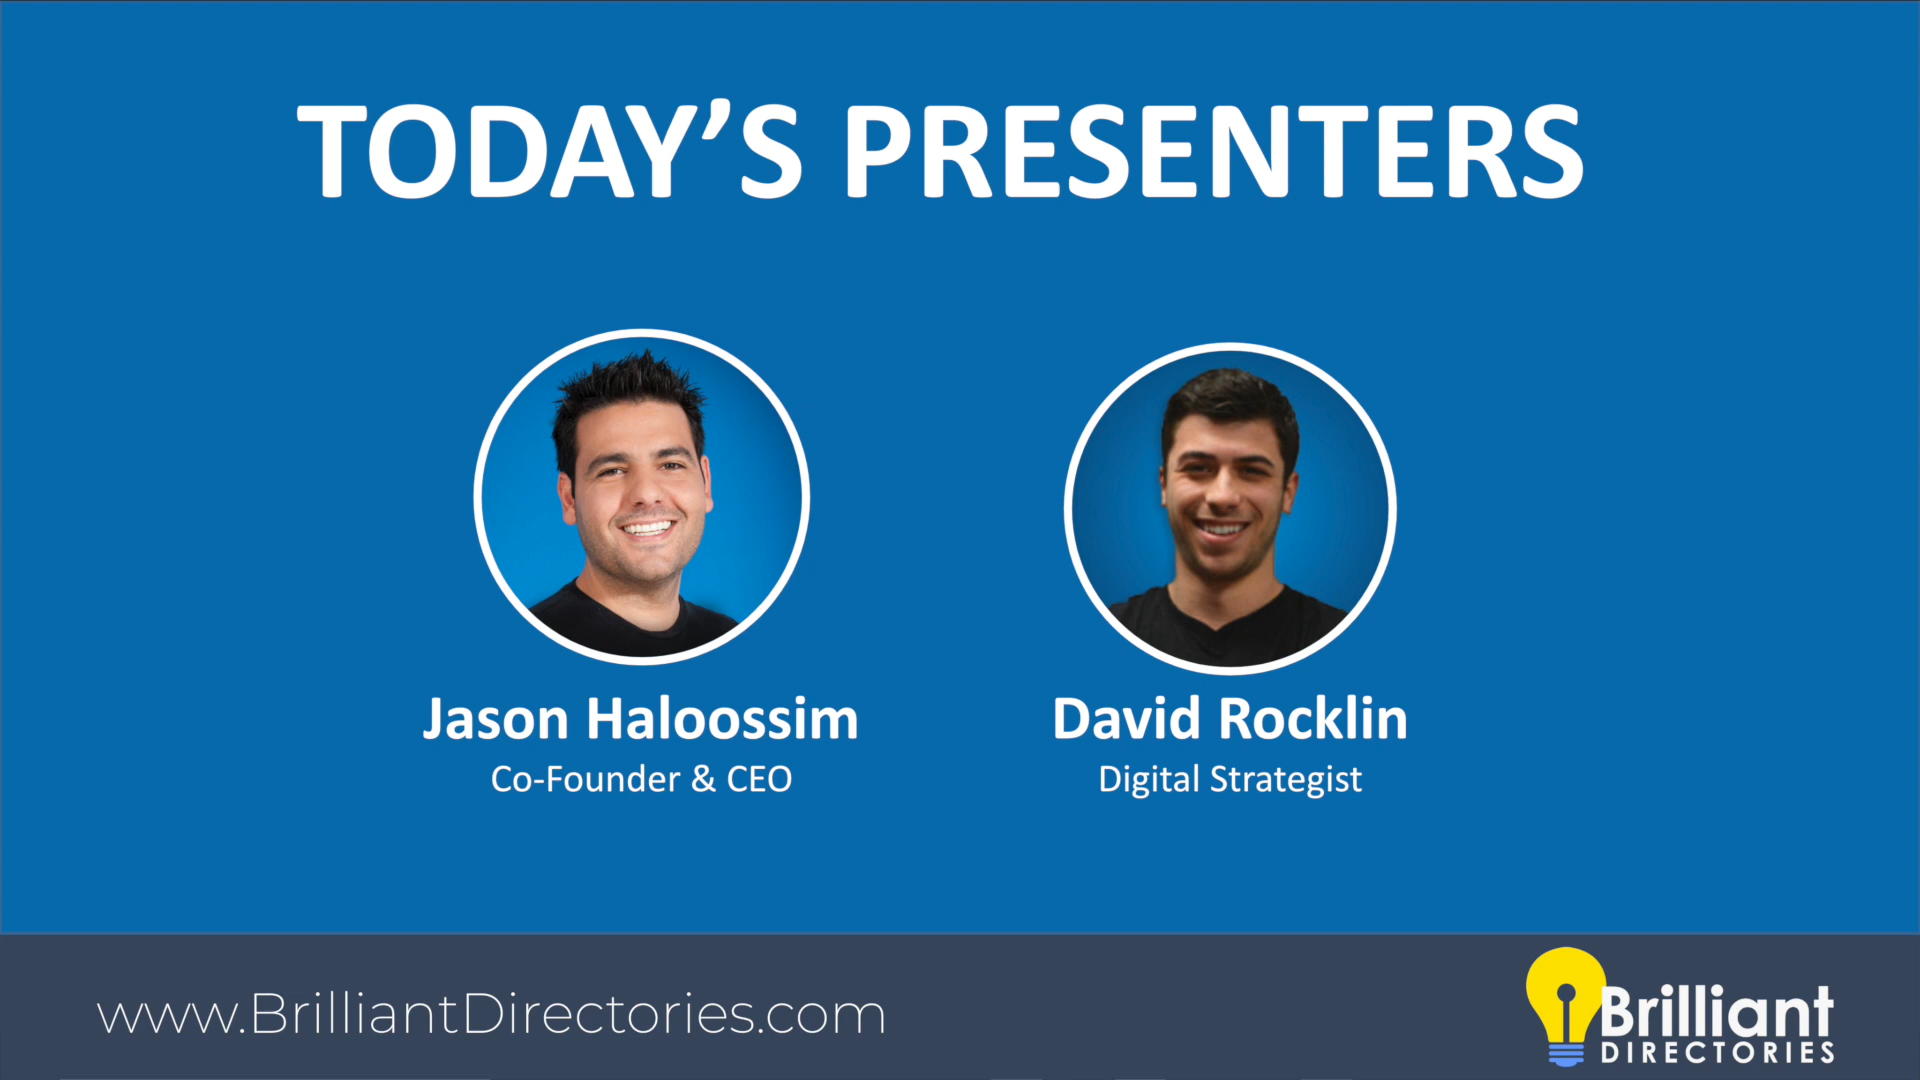 TODAY’S PRESENTERS
Jason Haloossim
Co-Founder & CEO
David Rocklin
Digital Strategist
www.BrilliantDirectories.com
Brilliant
DIRECTORIES